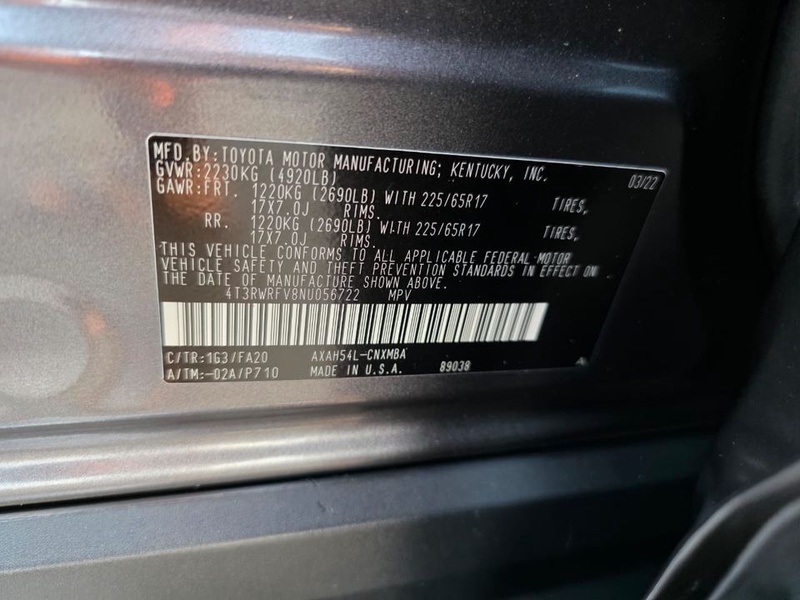 MFD.BY:TOYOTA MOTOR MANUFACTURING; KENTUCKY, INC.
GVWR:2230KG (4920LB) 03/22
GAWR:FRT. 1220KG (2690LB) WITH 225/65R17 TIRES,
17X7.0J RIMS.
RR. 1220KG (2690LB) WITH 225/65R17 TIRES,
17X7.0J RIMS.
THIS VEHICLE CONFORMS TO ALL APPLICABLE FEDERAL MOTOR
VEHICLE SAFETY AND THEFT PREVENTION STANDARDS IN EFFECT ON
THE DATE OF MANUFACTURE SHOWN ABOVE.
4T3RWRFV8NU056722 MPV
C/TR:1G3/FA20 AXAH54L-CNXMBA
A/TM:-02A/P710 MADE IN U.S.A. 89038